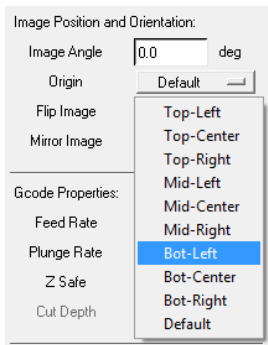 Image Position and Orientation:
Image Angle 0.0 deg
Origin Default
Flip Image
Mirror Image
Top-Left
Top-Center
Top-Right
Mid-Left
Mid-Center
Mid-Right
Bot-Left
Bot-Center
Bot-Right
Default
Gcode Properties:
Feed Rate
Plunge Rate
Z Safe
Cut Depth